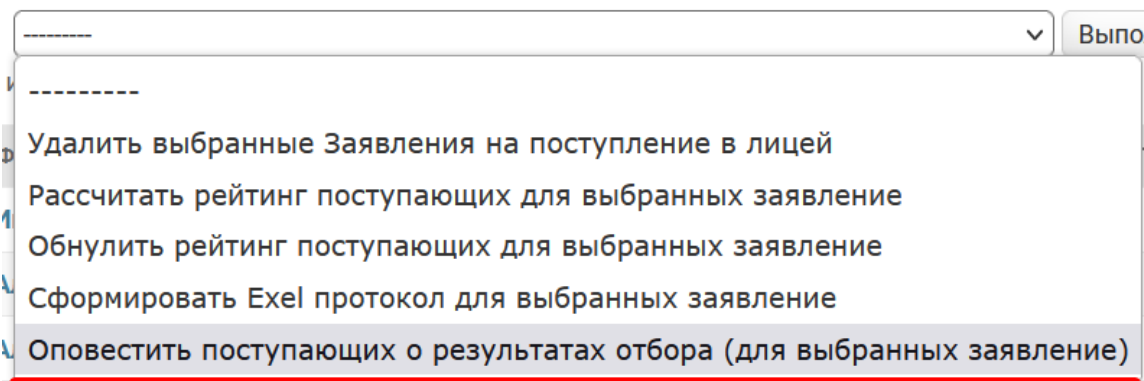 ---------
Выпо
---------
Удалить выбранные Заявления на поступление в лицей
Рассчитать рейтинг поступающих для выбранных заявление
Обнулить рейтинг поступающих для выбранных заявление
Сформировать Exel протокол для выбранных заявление
Оповестить поступающих о результатах отбора (для выбранных заявление)